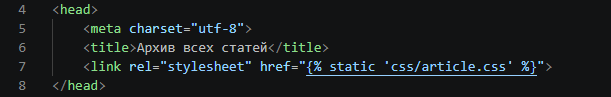 4 <head>
5     <meta charset="utf-8">
6     <title>Архив всех статей</title>
7     <link rel="stylesheet" href="{% static 'css/article.css' %}">
8 </head>